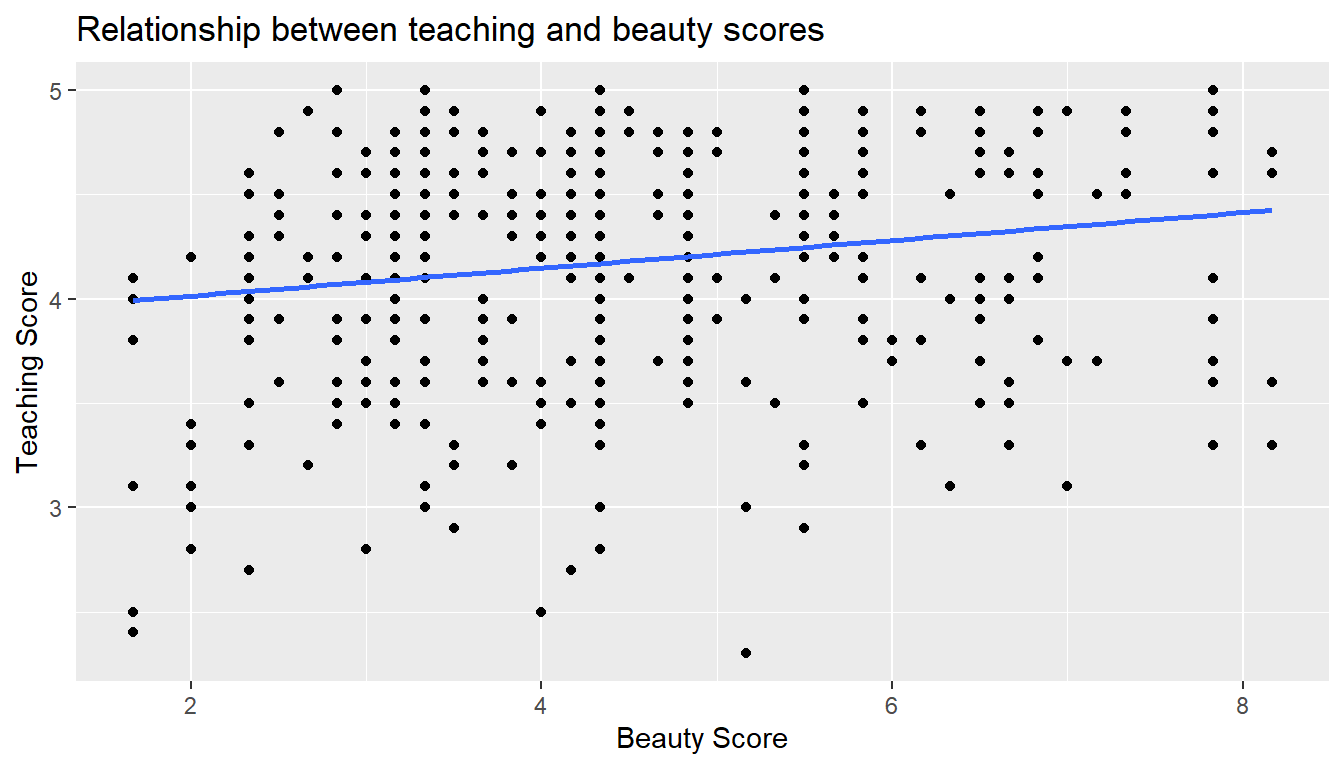 Relationship between teaching and beauty scores
5
4
3
Teaching Score
2 4 6 8
Beauty Score